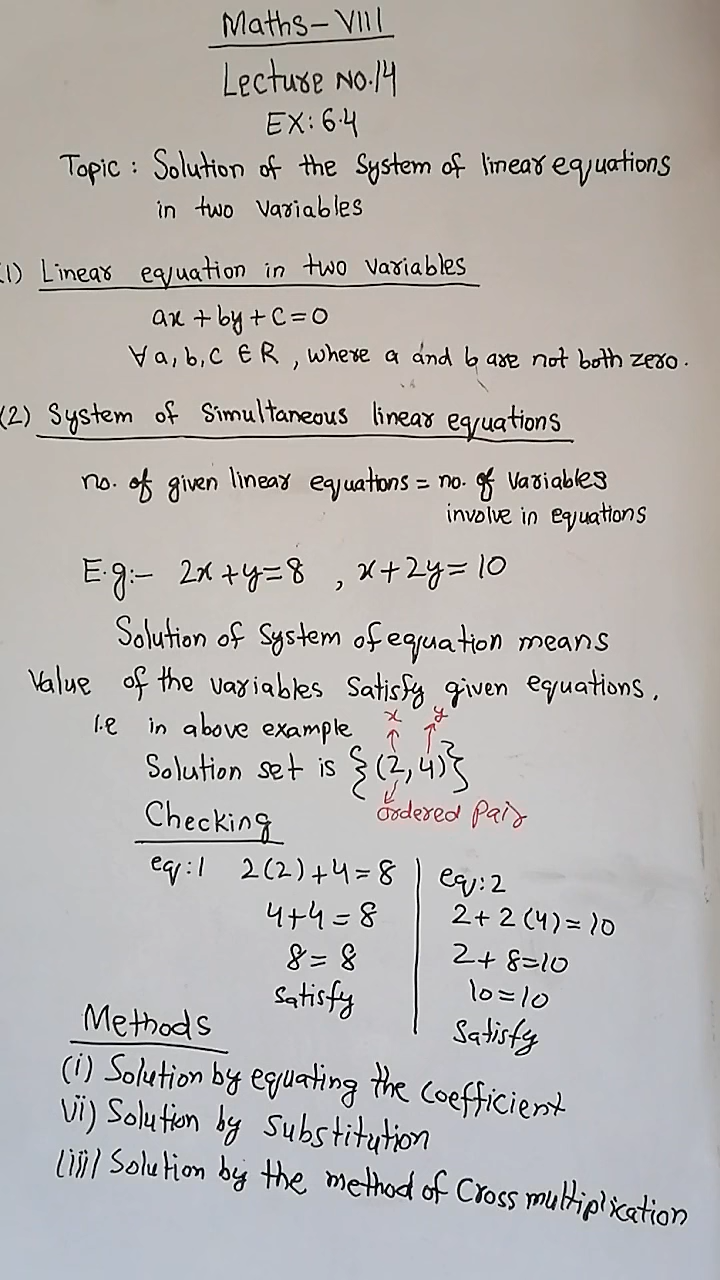 Maths-VIII
Lecture No.14
EX: 6.4
Topic : Solution of the System of linear equations
in two variables
(1) Linear equation in two variables
ax + by + c = 0
∀ a, b, c ∈ R , where a and b are not both zero.
(2) System of Simultaneous linear equations
no. of given linear equations = no. of variables
involve in equations
E.g:- 2x + y = 8 , x + 2y = 10
Solution of System of equation means
Value of the variables Satisfy given equations.
i.e in above example
x y
Solution set is {(2,4)}
ordered Pair
Checking
eq:1 2(2)+4=8
4+4=8
8=8
Satisfy
eq:2
2+2(4)=10
2+8=10
10=10
Satisfy
Methods
(i) Solution by equating the coefficient
(ii) Solution by Substitution
(iii) Solution by the method of Cross multiplication